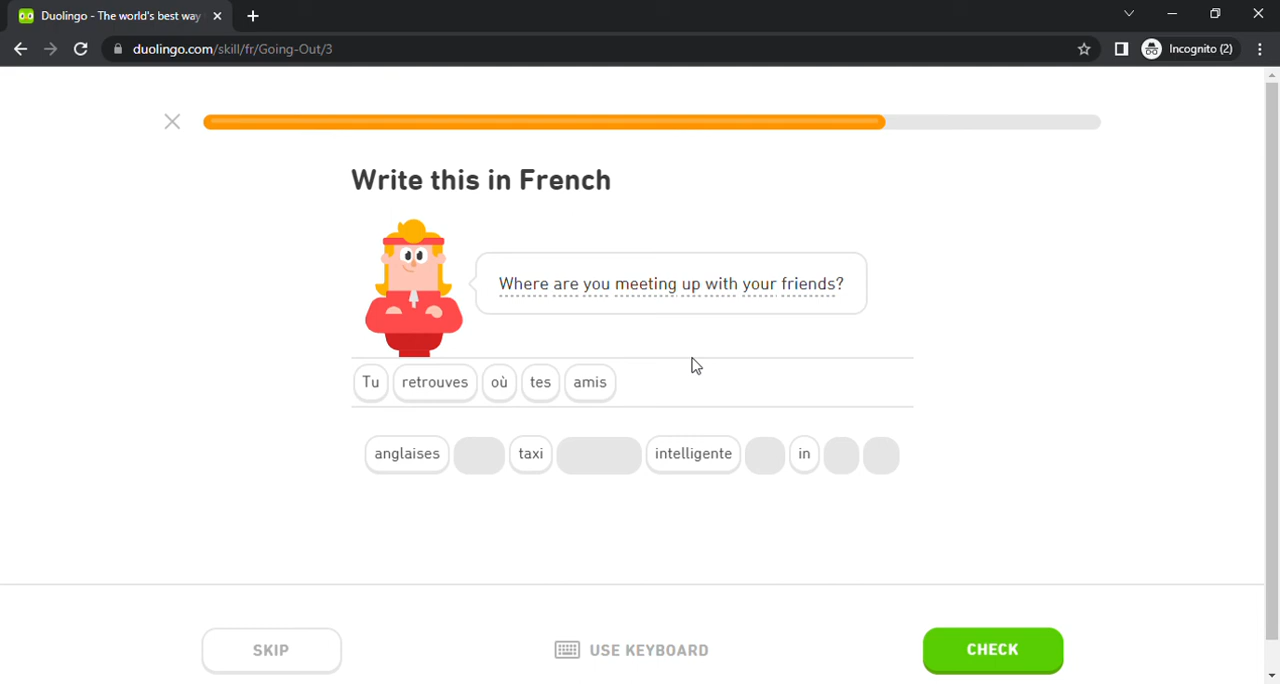 Duolingo - The world's best way
duolingo.com/skill/fr/Going-Out/3
Incognito (2)
Write this in French
Where are you meeting up with your friends?
Tu retrouves où tes amis
anglaises taxi intelligente in
SKIP USE KEYBOARD CHECK